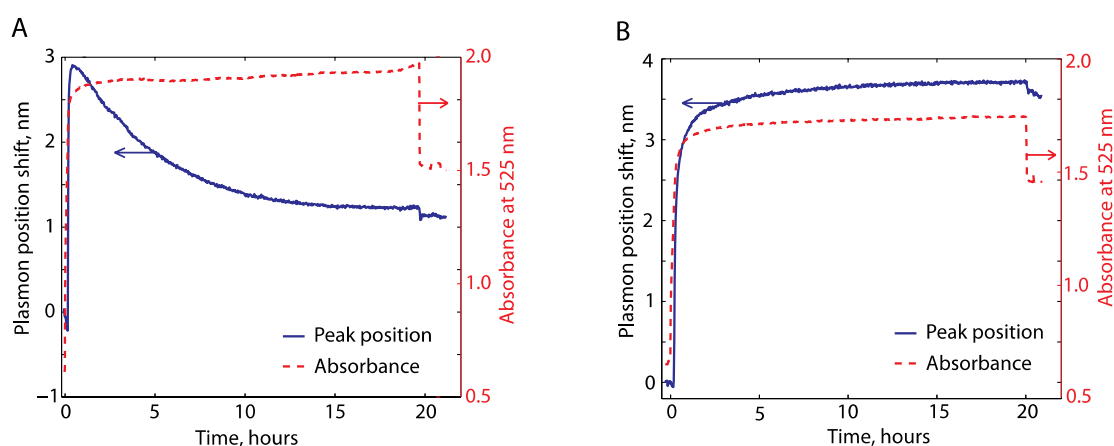 A
Plasmon position shift, nm
3
2
1
0
−1
2.0
1.5
1.0
0.5
Absorbance at 525 nm
Peak position
Absorbance
0 5 10 15 20
Time, hours
B
Plasmon position shift, nm
4
3
2
1
0
2.0
1.5
1.0
0.5
Absorbance at 525 nm
Peak position
Absorbance
0 5 10 15 20
Time, hours